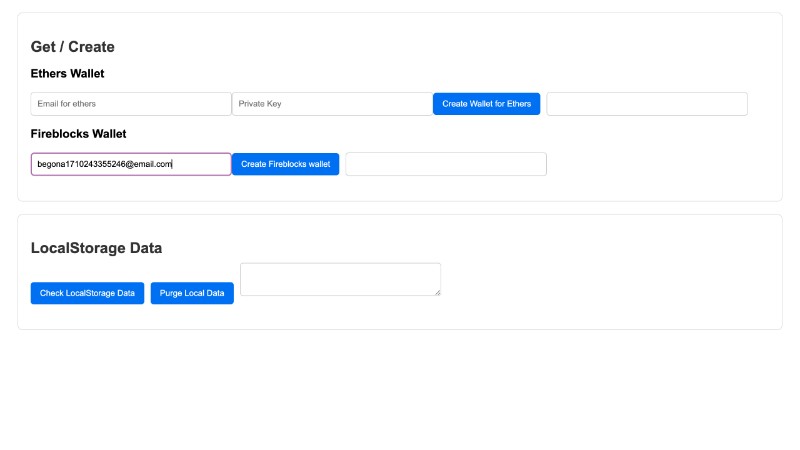 Get / Create
Ethers Wallet
Email for ethers Private Key Create Wallet for Ethers
Fireblocks Wallet
begona1710243355246@email.com Create Fireblocks wallet
LocalStorage Data
Check LocalStorage Data Purge Local Data